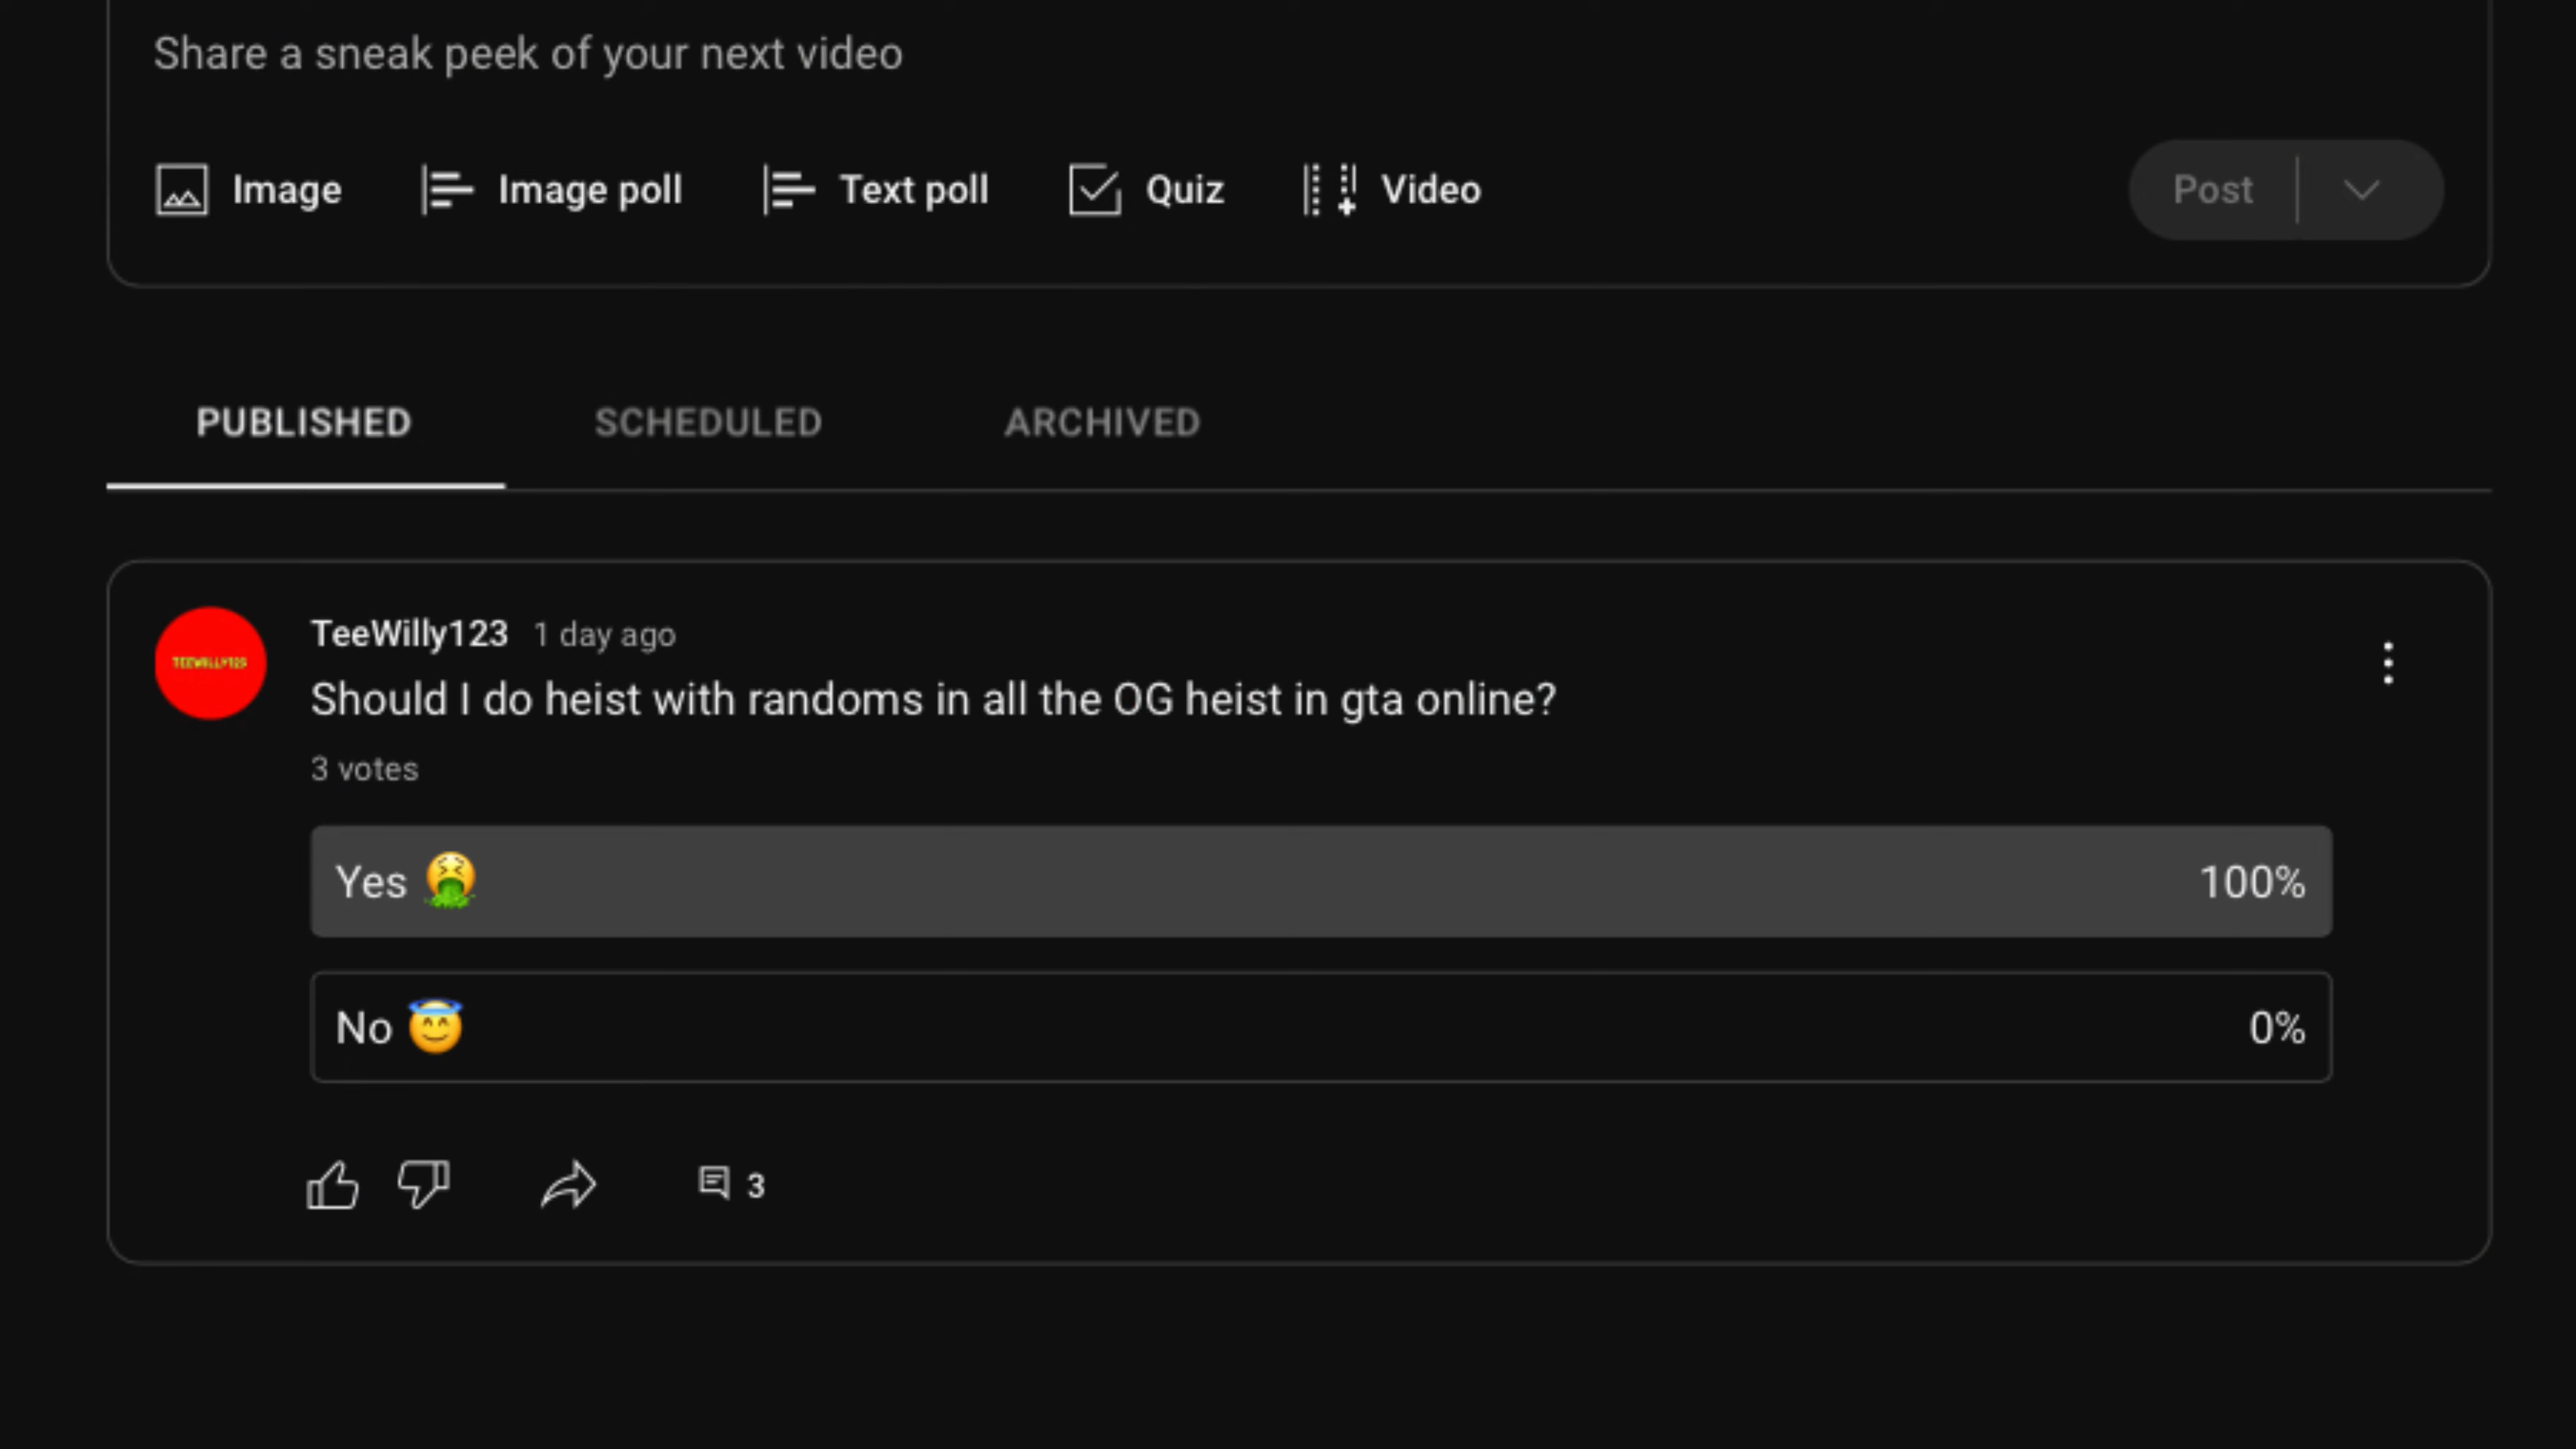 Share a sneak peek of your next video
Image Image poll Text poll Quiz Video Post
PUBLISHED SCHEDULED ARCHIVED
TEEWILLY123
TeeWilly123 1 day ago
Should I do heist with randoms in all the OG heist in gta online?
3 votes
Yes 🤮 100%
No 😇 0%
3